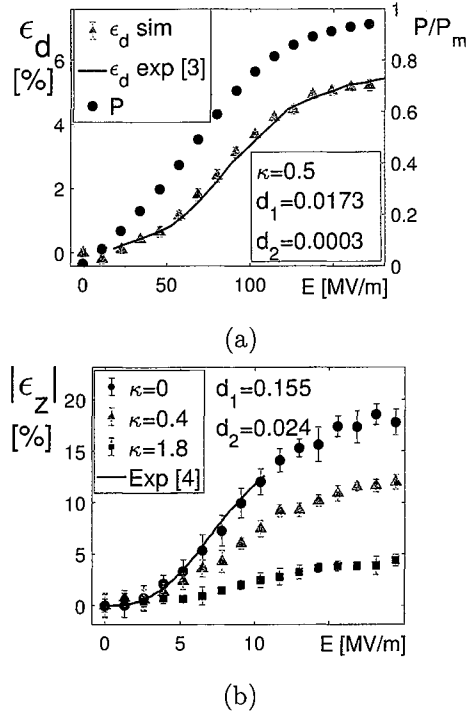 ϵd [%]
▲ ϵd sim
— ϵd exp [3]
● P
P/Pm
6
4
2
0
1
0.8
0.6
0.4
0.2
0
κ=0.5
d1=0.0173
d2=0.0003
0 50 100 E [MV/m]
(a)
|ϵz| [%]
κ=0
κ=0.4
κ=1.8
Exp [4]
d1=0.155
d2=0.024
20
15
10
5
0
0 5 10 E [MV/m]
(b)